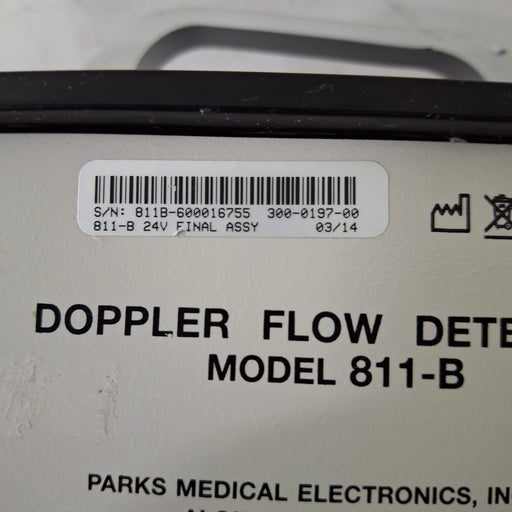 S/N: 811B-600016755 300-0197-00
811-B 24V FINAL ASSY 03/14
DOPPLER FLOW
MODEL 811-B
PARKS MEDICAL ELECTRONICS,